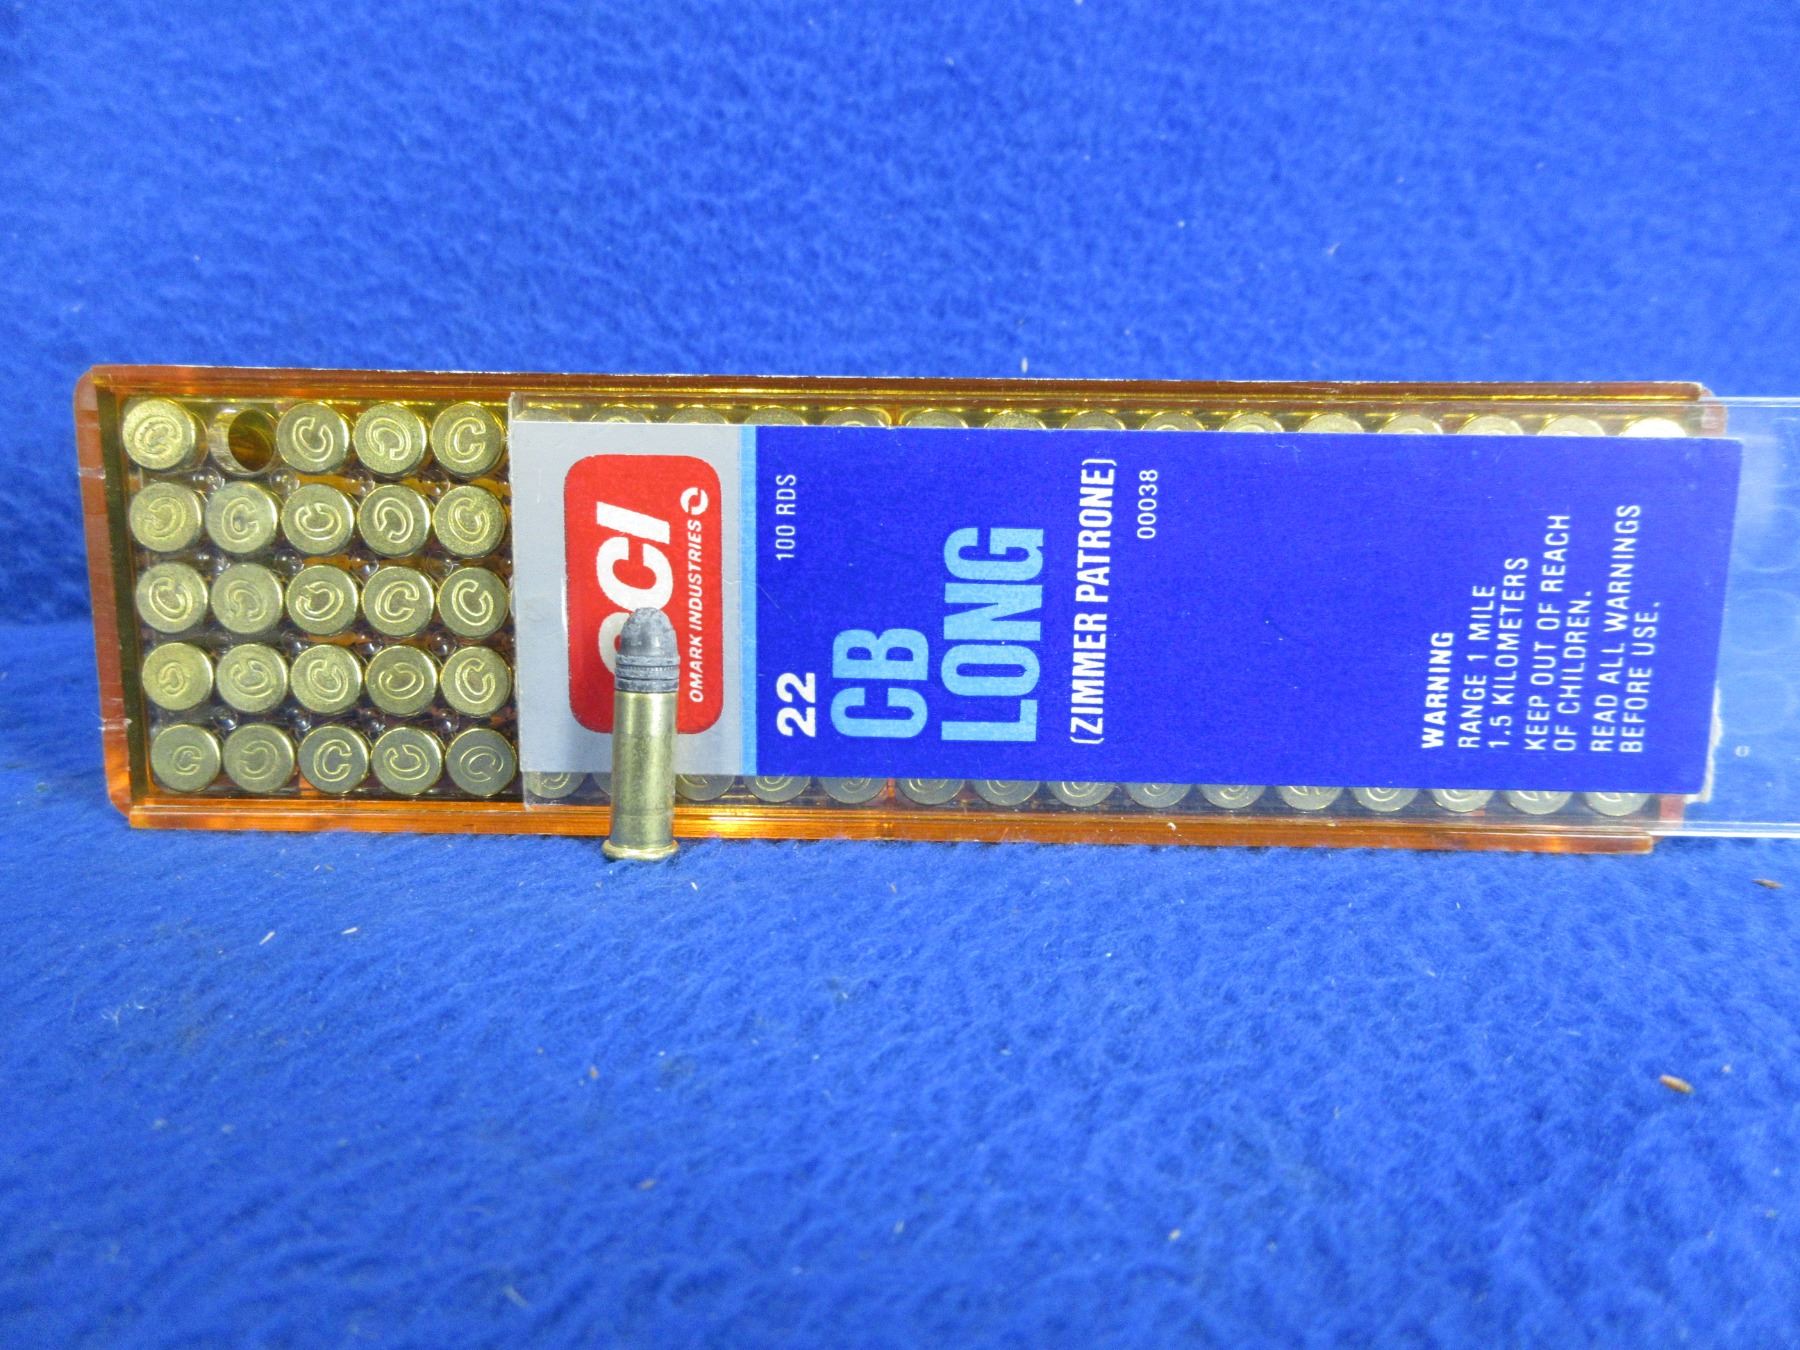 CCI
OMARK INDUSTRIES
100 RDS
22
CB
LONG
(ZIMMER PATRONE)
00038
WARNING
RANGE 1 MILE
1.5 KILOMETERS
KEEP OUT OF REACH
OF CHILDREN.
READ ALL WARNINGS
BEFORE USE.